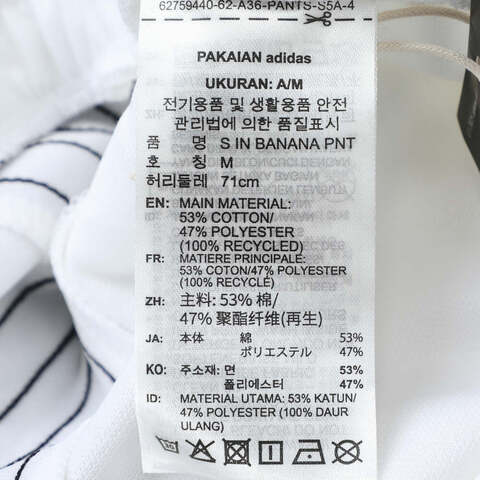 62759440-62-A36-PANTS-S5A-4
PAKAIAN adidas
UKURAN: A/M
전기용품 및 생활용품 안전
관리법에 의한 품질표시
품 명 S IN BANANA PNT
호 칭 M
허리둘레 71cm
EN: MAIN MATERIAL:
53% COTTON/
47% POLYESTER
(100% RECYCLED)
FR: MATIERE PRINCIPALE:
53% COTON/47% POLYESTER
(100% RECYCLÉ)
ZH: 主料: 53% 棉/
47% 聚酯纤维(再生)
JA: 本体 綿 53%
ポリエステル 47%
KO: 주소재: 면 53%
폴리에스터 47%
ID: MATERIAL UTAMA: 53% KATUN/
47% POLYESTER (100% DAUR
ULANG)